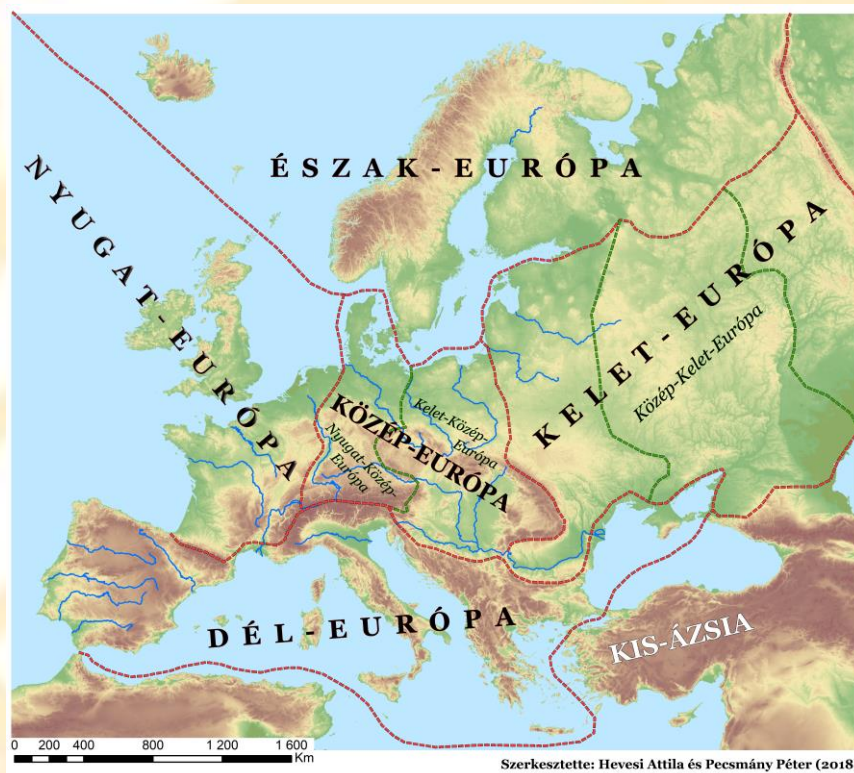 ÉSZAK-EURÓPA
NYUGAT-EURÓPA
KELET-EURÓPA
Közép-Kelet-Európa
KÖZÉP-EURÓPA
Kelet-Közép-
Európa
Nyugat-Közép-
Európa
DÉL-EURÓPA
KIS-ÁZSIA
0 200 400 800 1 200 1 600
Km
Szerkesztette: Hevesi Attila és Pecsmány Péter (2018